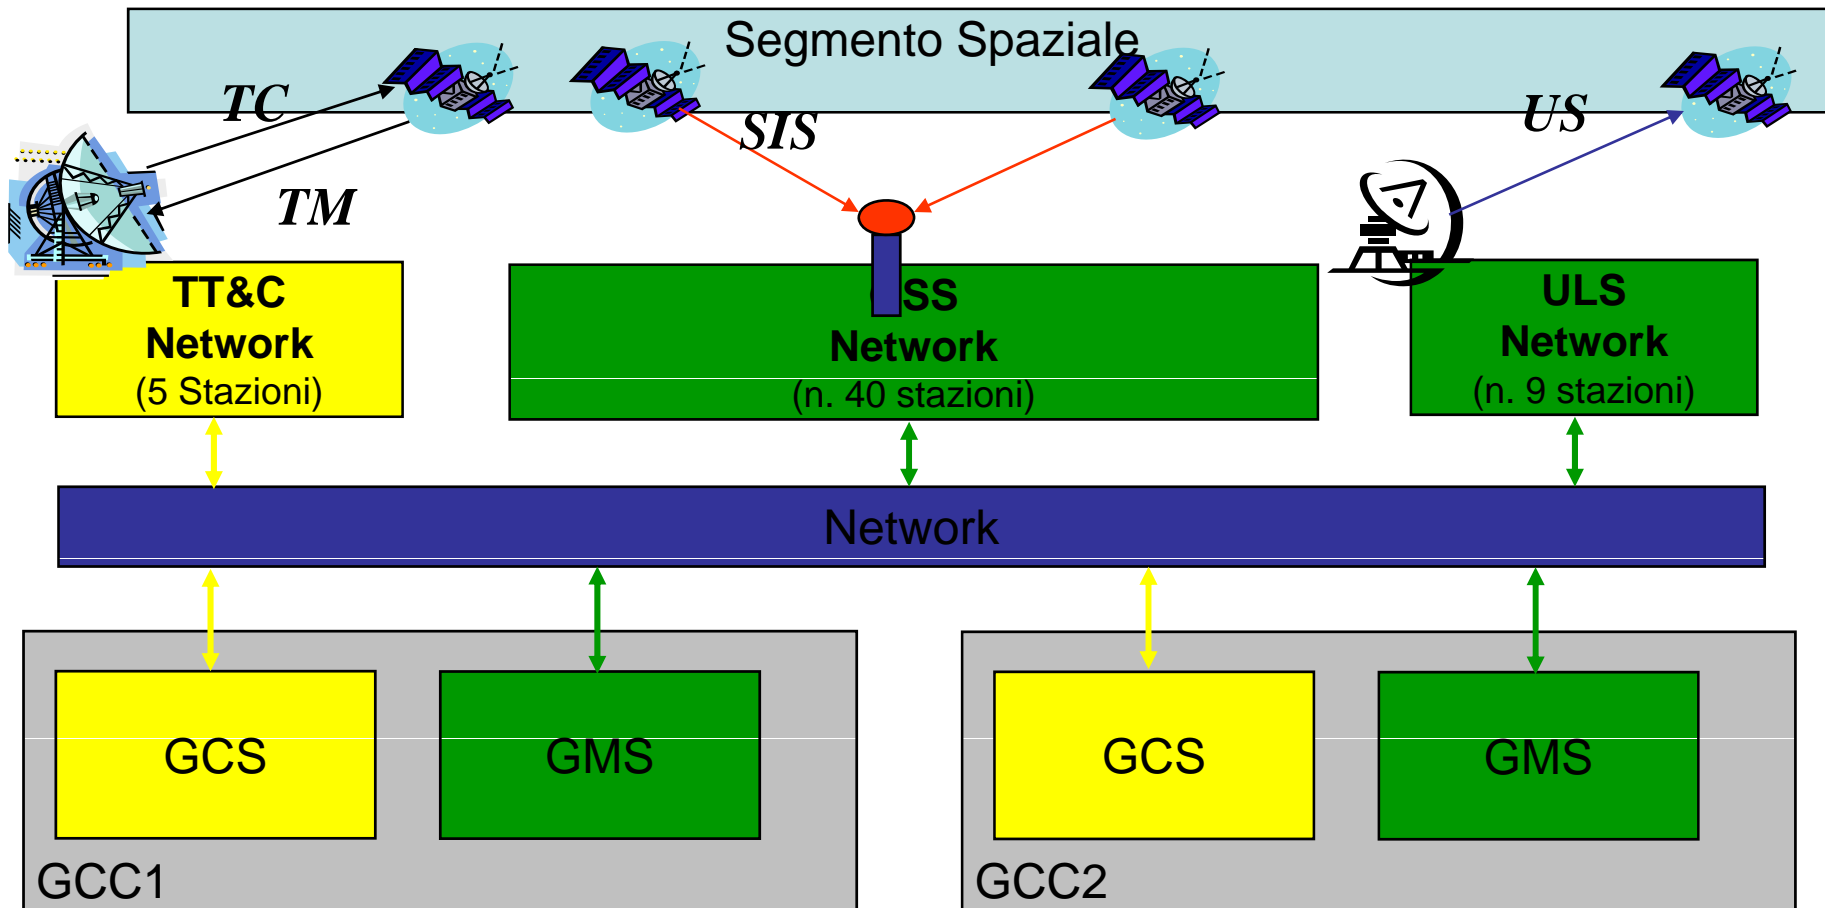 Segmento Spaziale
TC
SIS
US
TM
TT&C
Network
(5 Stazioni)
SS
Network
(n. 40 stazioni)
ULS
Network
(n. 9 stazioni)
Network
GCS
GMS
GCS
GMS
GCC1
GCC2